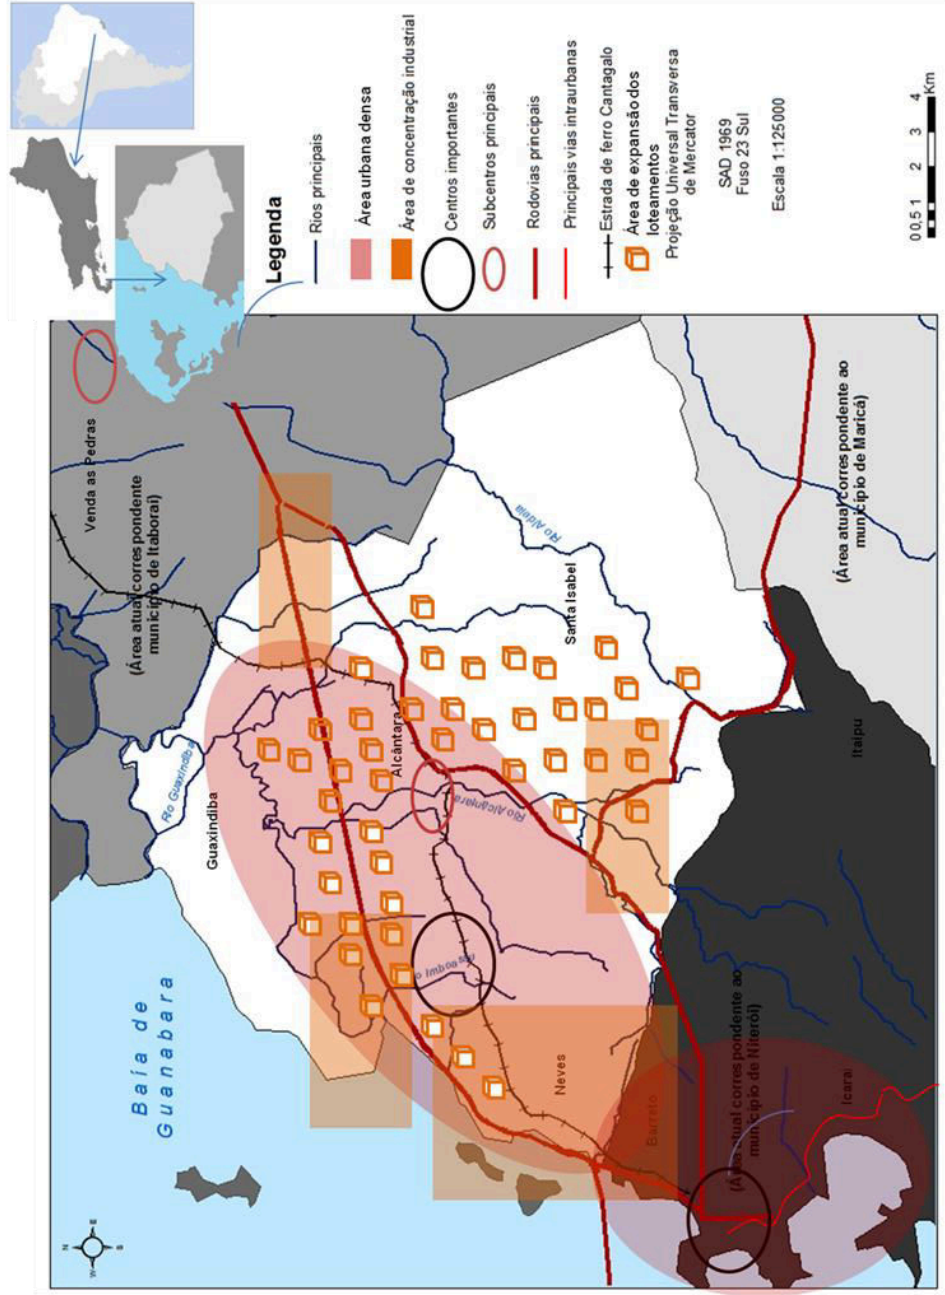 Legenda
Rios principais
Área urbana densa
Área de concentração industrial
Centros importantes
Subcentros principais
Rodovias principais
Principais vias intraurbanas
Estrada de ferro Cantagalo
Área de expansão dos
loteamentos
Projeção Universal Transversa
de Mercator
SAD 1969
Fuso 23 Sul
Escala 1:125000
0 0,5 1 2 3 4
Km
N
W E
S
Baía de
Guanabara
Venda as Pedras
(Área atual correspondente ao
município de Itaboraí)
Rio Guaxindiba
Guaxindiba
Alcântara
Rio Alcântara
Rio Aldeia
Santa Isabel
o Imboassu
Neves
Barreto
(Área atual correspondente ao
município de Niterói)
Icaraí
Itaipu
(Área atual correspondente ao
município de Maricá)